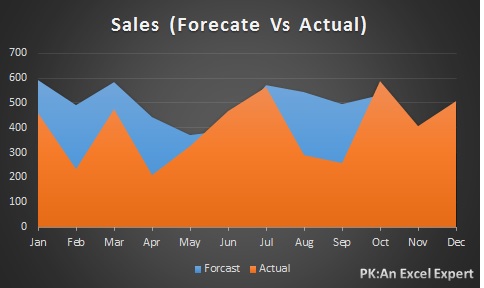 Sales (Forecate Vs Actual)
700
600
500
400
300
200
100
0
Jan Feb Mar Apr May Jun Jul Aug Sep Oct Nov Dec
Forcast Actual
PK:An Excel Expert